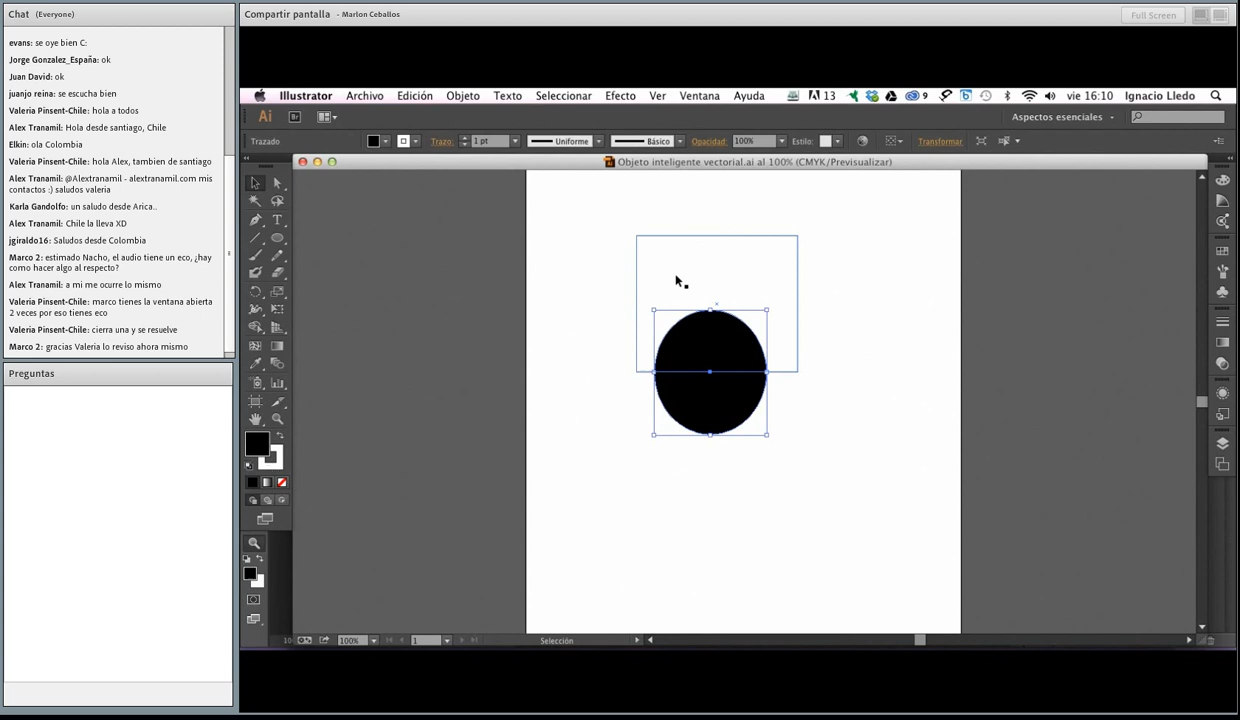 Chat (Everyone)
evans: se oye bien C:
Jorge Gonzalez_España: ok
Juan David: ok
juanjo reina: se escucha bien
Valeria Pinsent-Chile: hola a todos
Alex Tranamil: Hola desde santiago, Chile
Elkin: ola Colombia
Valeria Pinsent-Chile: hola Alex, tambien de santiago
Alex Tranamil: @Alextranamil - alextranamil.com mis
contactos :) saludos valeria
Karla Gandolfo: un saludo desde Arica..
Alex Tranamil: Chile la lleva XD
jgiraldo16: Saludos desde Colombia
Marco 2: estimado Nacho, el audio tiene un eco, ¿hay
como hacer algo al respecto?
Alex Tranamil: a mi me ocurre lo mismo
Valeria Pinsent-Chile: marco tienes la ventana abierta
2 veces por eso tienes eco
Valeria Pinsent-Chile: cierra una y se resuelve
Marco 2: gracias Valeria lo reviso ahora mismo
Preguntas
Compartir pantalla - Marlon Ceballos
Full Screen
Illustrator Archivo Edición Objeto Texto Seleccionar Efecto Ver Ventana Ayuda 13 9 vie 16:10 Ignacio Lledo
Ai Br Aspectos esenciales
Trazado Trazo: 1 pt Uniforme Básico Opacidad: 100% Estilo: Transformar
Objeto inteligente vectorial.ai al 100% (CMYK/Previsualizar)
T
10 100% 1 Selección